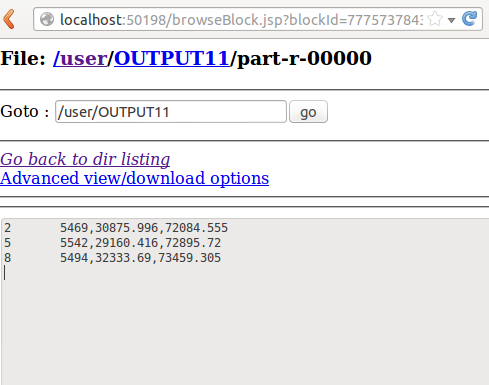 localhost:50198/browseBlock.jsp?blockId=7775737843
File: /user/OUTPUT11/part-r-00000
Goto : /user/OUTPUT11 go
Go back to dir listing
Advanced view/download options
2 5469,30875.996,72084.555
5 5542,29160.416,72895.72
8 5494,32333.69,73459.305